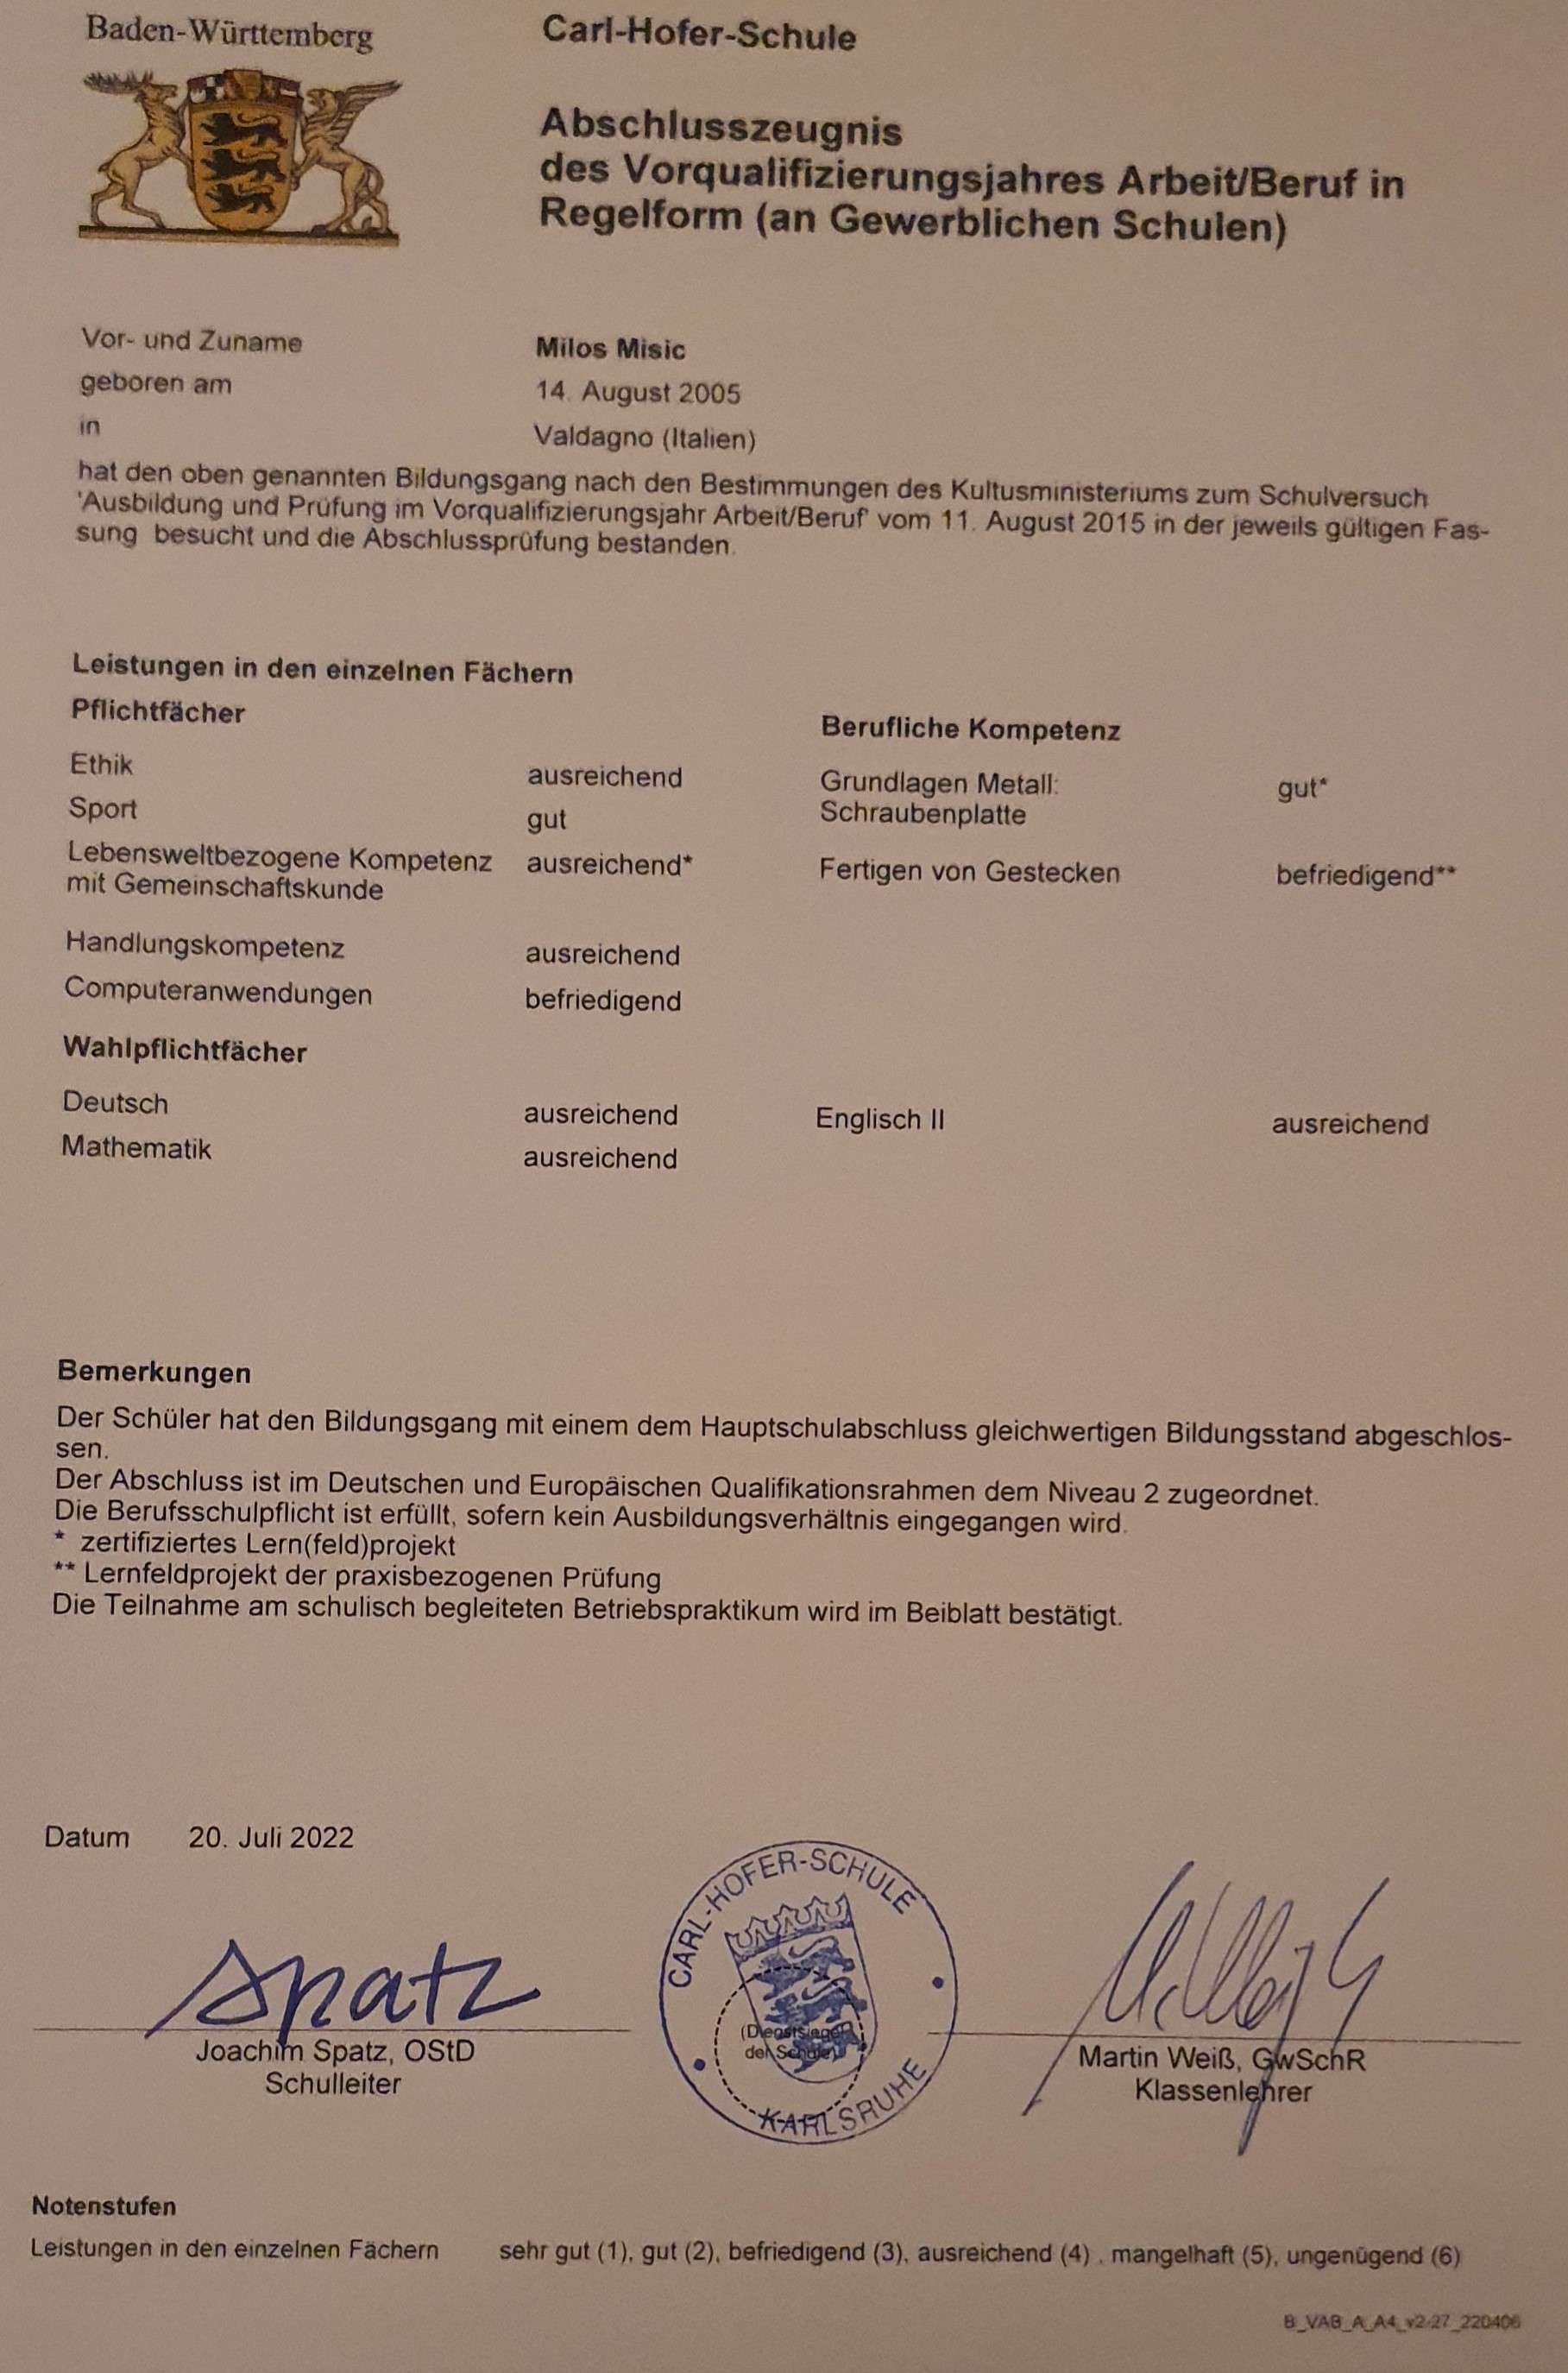 Baden-Württemberg
Carl-Hofer-Schule
Abschlusszeugnis
des Vorqualifizierungsjahres Arbeit/Beruf in
Regelform (an Gewerblichen Schulen)
Vor- und Zuname Milos Misic
geboren am 14. August 2005
in Valdagno (Italien)
hat den oben genannten Bildungsgang nach den Bestimmungen des Kultusministeriums zum Schulversuch
'Ausbildung und Prüfung im Vorqualifizierungsjahr Arbeit/Beruf' vom 11. August 2015 in der jeweils gültigen Fas-
sung besucht und die Abschlussprüfung bestanden.
Leistungen in den einzelnen Fächern
Pflichtfächer
Berufliche Kompetenz
Ethik ausreichend
Grundlagen Metall: gut*
Schraubenplatte
Sport gut
Lebensweltbezogene Kompetenz ausreichend*
mit Gemeinschaftskunde
Fertigen von Gestecken befriedigend**
Handlungskompetenz ausreichend
Computeranwendungen befriedigend
Wahlpflichtfächer
Deutsch ausreichend Englisch II ausreichend
Mathematik ausreichend
Bemerkungen
Der Schüler hat den Bildungsgang mit einem dem Hauptschulabschluss gleichwertigen Bildungsstand abgeschlos-
sen.
Der Abschluss ist im Deutschen und Europäischen Qualifikationsrahmen dem Niveau 2 zugeordnet.
Die Berufsschulpflicht ist erfüllt, sofern kein Ausbildungsverhältnis eingegangen wird.
* zertifiziertes Lern(feld)projekt
** Lernfeldprojekt der praxisbezogenen Prüfung
Die Teilnahme am schulisch begleiteten Betriebspraktikum wird im Beiblatt bestätigt.
Datum 20. Juli 2022
CARL-HOFER-SCHULE
KARLSRUHE
(Dienstsiegel
der Schule)
Spatz
Joachim Spatz, OStD
Schulleiter
Martin Weiß, GwSchR
Klassenlehrer
Notenstufen
Leistungen in den einzelnen Fächern sehr gut (1), gut (2), befriedigend (3), ausreichend (4) , mangelhaft (5), ungenügend (6)
B_VAB_A_A4_v2-27_220406